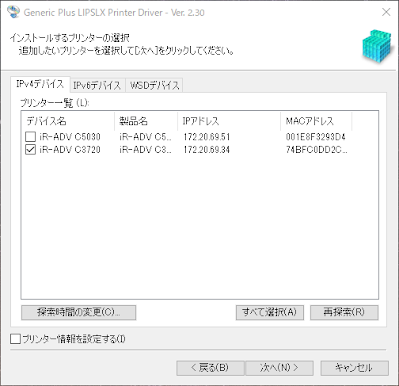 Generic Plus LIPSLX Printer Driver - Ver. 2.30
インストールするプリンターの選択
追加したいプリンターを選択して[次へ]をクリックしてください。
IPv4デバイス IPv6デバイス WSDデバイス
プリンター一覧 (L):
デバイス名 製品名 IPアドレス MACアドレス
iR-ADV C5030 iR-ADV C5... 172.20.69.51 001E8F3293D4
iR-ADV C3720 iR-ADV C3... 172.20.69.34 74BFC0DD2C...
探索時間の変更(C)... すべて選択(A) 再探索(R)
プリンター情報を設定する(I)
< 戻る(B) 次へ(N) > キャンセル